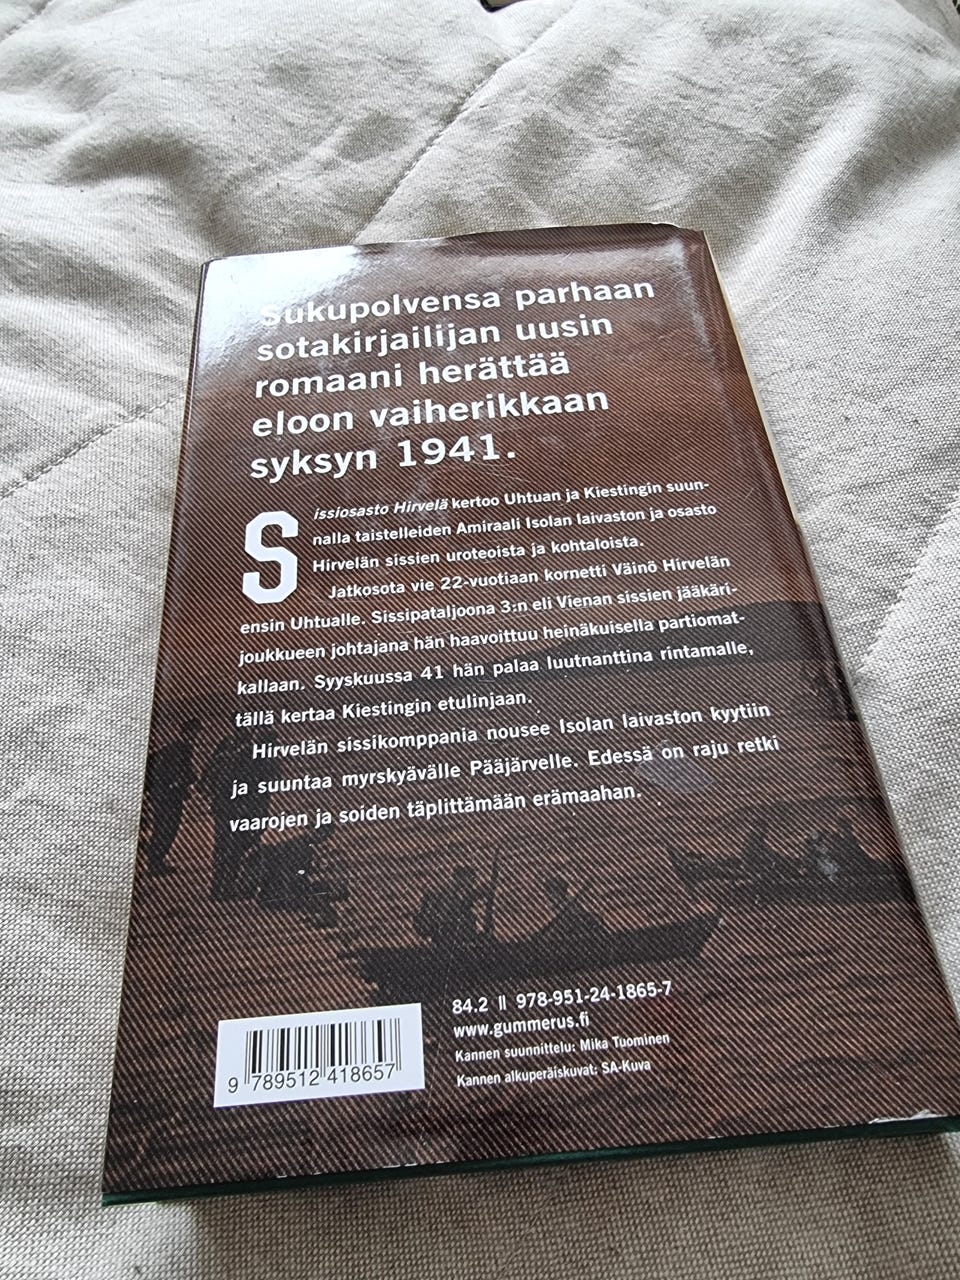 Sukupolvensa parhaan
sotakirjailijan uusin
romaani herättää
eloon vaiherikkaan
syksyn 1941.
Sissiosasto Hirvelä kertoo Uhtuan ja Kiestingin suun-
nalla taistelleiden Amiraali Isolan laivaston ja osasto
Hirvelän sissien uroteoista ja kohtaloista.
Jatkosota vie 22-vuotiaan kornetti Väinö Hirvelän
ensin Uhtualle. Sissipataljoona 3:n eli Vienan sissien jääkäri-
joukkueen johtajana hän haavoittuu heinäkuisella partiomat-
kallaan. Syyskuussa 41 hän palaa luutnanttina rintamalle,
tällä kertaa Kiestingin etulinjaan.
Hirvelän sissikomppania nousee Isolan laivaston kyytiin
ja suuntaa myrskyävälle Pääjärvelle. Edessä on raju retki
vaarojen ja soiden täplittämään erämaahan.
84.2 || 978-951-24-1865-7
www.gummerus.fi
Kannen suunnittelu: Mika Tuominen
Kannen alkuperäiskuvat: SA-Kuva
9 789512 418657